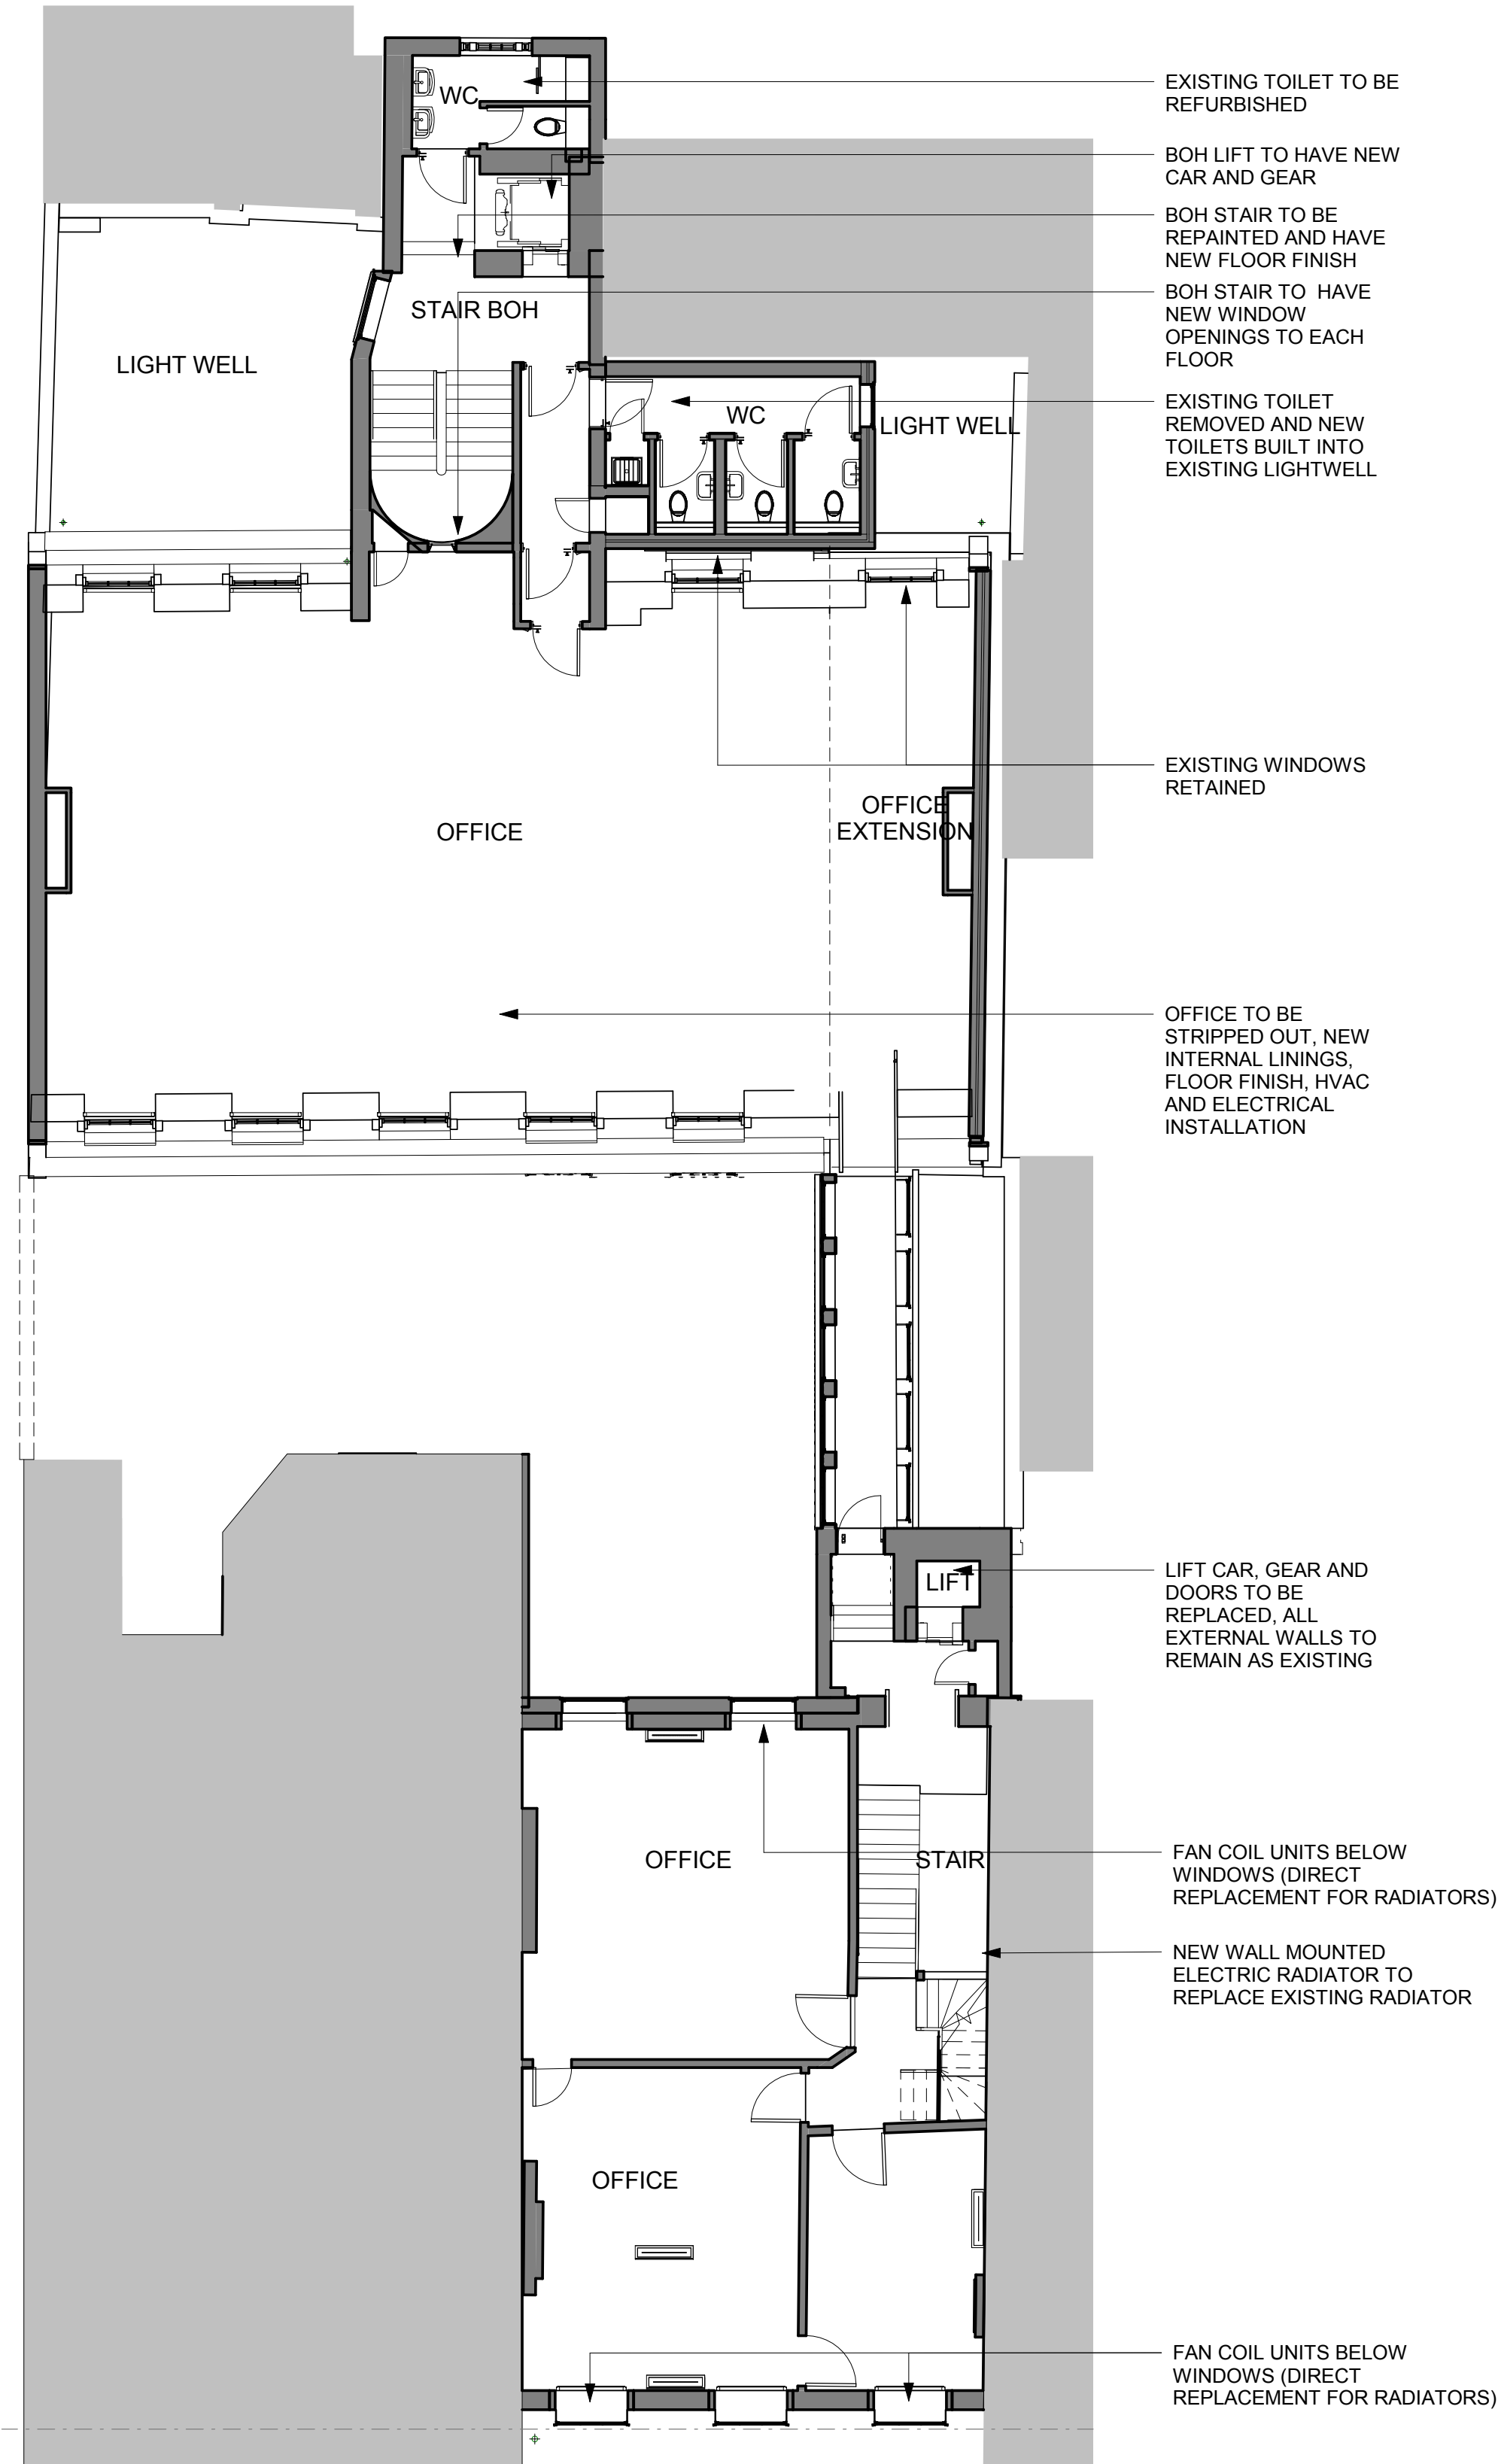 WC
EXISTING TOILET TO BE
REFURBISHED
BOH LIFT TO HAVE NEW
CAR AND GEAR
BOH STAIR TO BE
REPAINTED AND HAVE
NEW FLOOR FINISH
BOH STAIR TO  HAVE
NEW WINDOW
OPENINGS TO EACH
FLOOR
STAIR BOH
LIGHT WELL
EXISTING TOILET
REMOVED AND NEW
TOILETS BUILT INTO
EXISTING LIGHTWELL
WC
LIGHT WELL
EXISTING WINDOWS
RETAINED
OFFICE
OFFICE
EXTENSION
OFFICE TO BE
STRIPPED OUT, NEW
INTERNAL LININGS,
FLOOR FINISH, HVAC
AND ELECTRICAL
INSTALLATION
LIFT
LIFT CAR, GEAR AND
DOORS TO BE
REPLACED, ALL
EXTERNAL WALLS TO
REMAIN AS EXISTING
OFFICE
STAIR
FAN COIL UNITS BELOW
WINDOWS (DIRECT
REPLACEMENT FOR RADIATORS)
NEW WALL MOUNTED
ELECTRIC RADIATOR TO
REPLACE EXISTING RADIATOR
OFFICE
FAN COIL UNITS BELOW
WINDOWS (DIRECT
REPLACEMENT FOR RADIATORS)